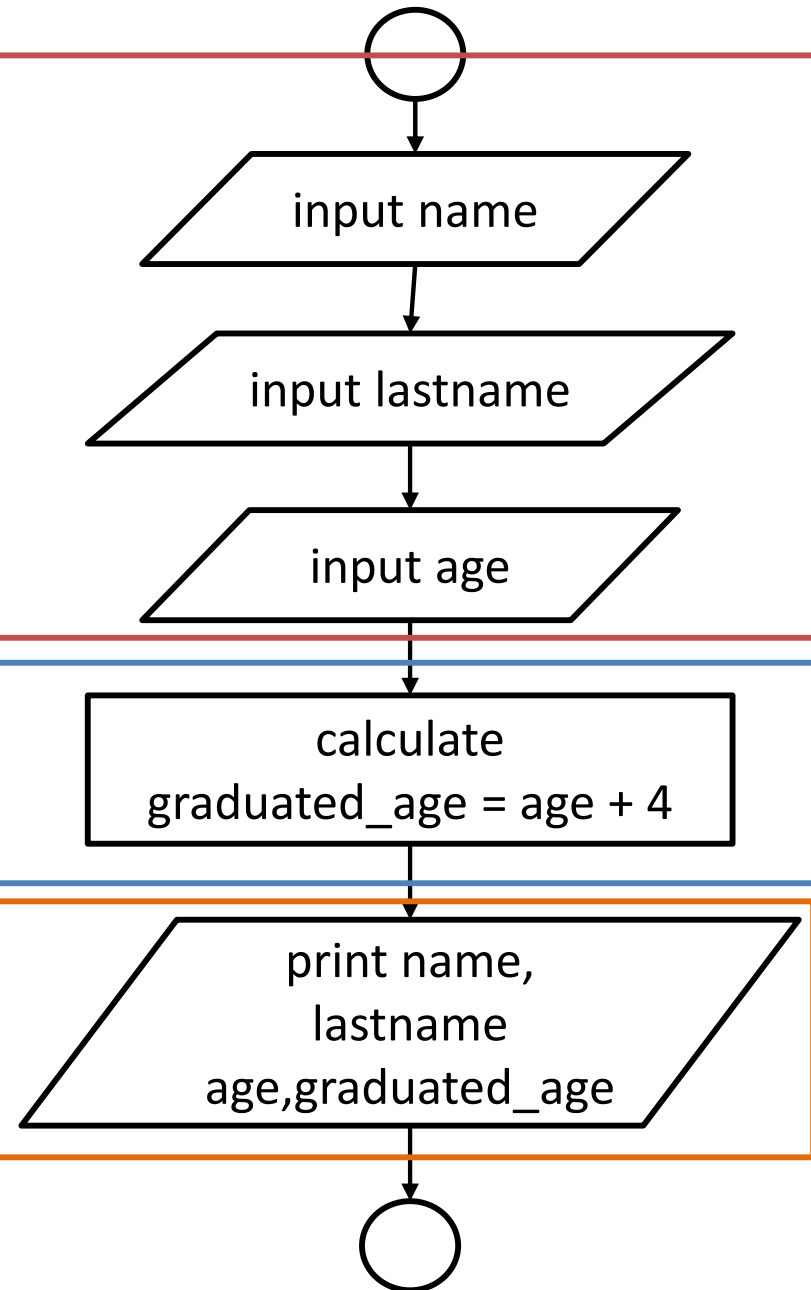 input name
input lastname
input age
calculate
graduated_age = age + 4
print name,
lastname
age,graduated_age